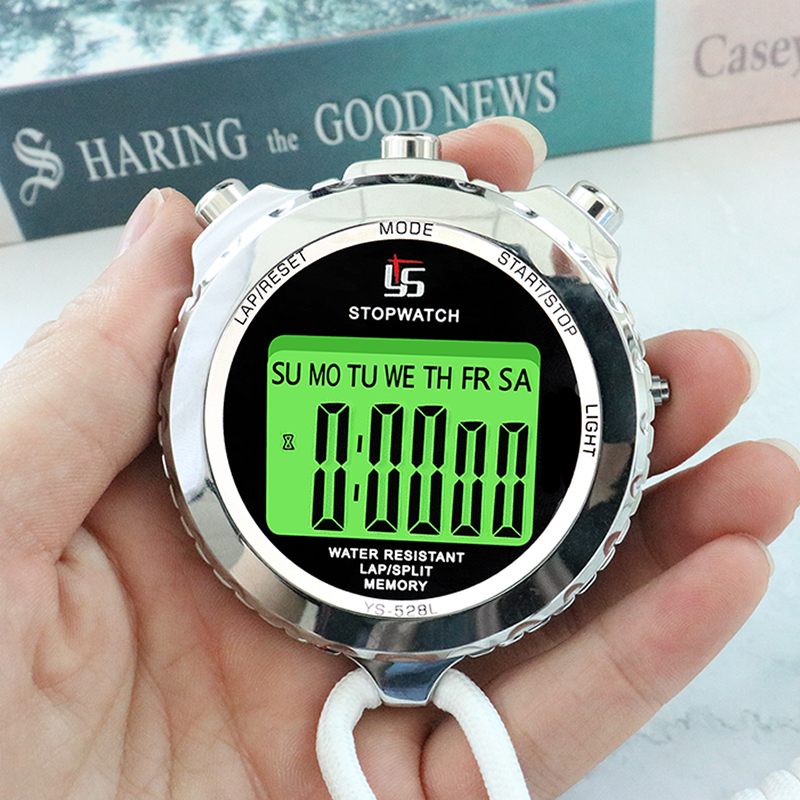 SHARING the GOOD NEWS
Casey
MODE
LAP/RESET
START/STOP
YS
STOPWATCH
SU MO TU WE TH FR SA
0:0000
LIGHT
WATER RESISTANT
LAP/SPLIT
MEMORY
YS-528L